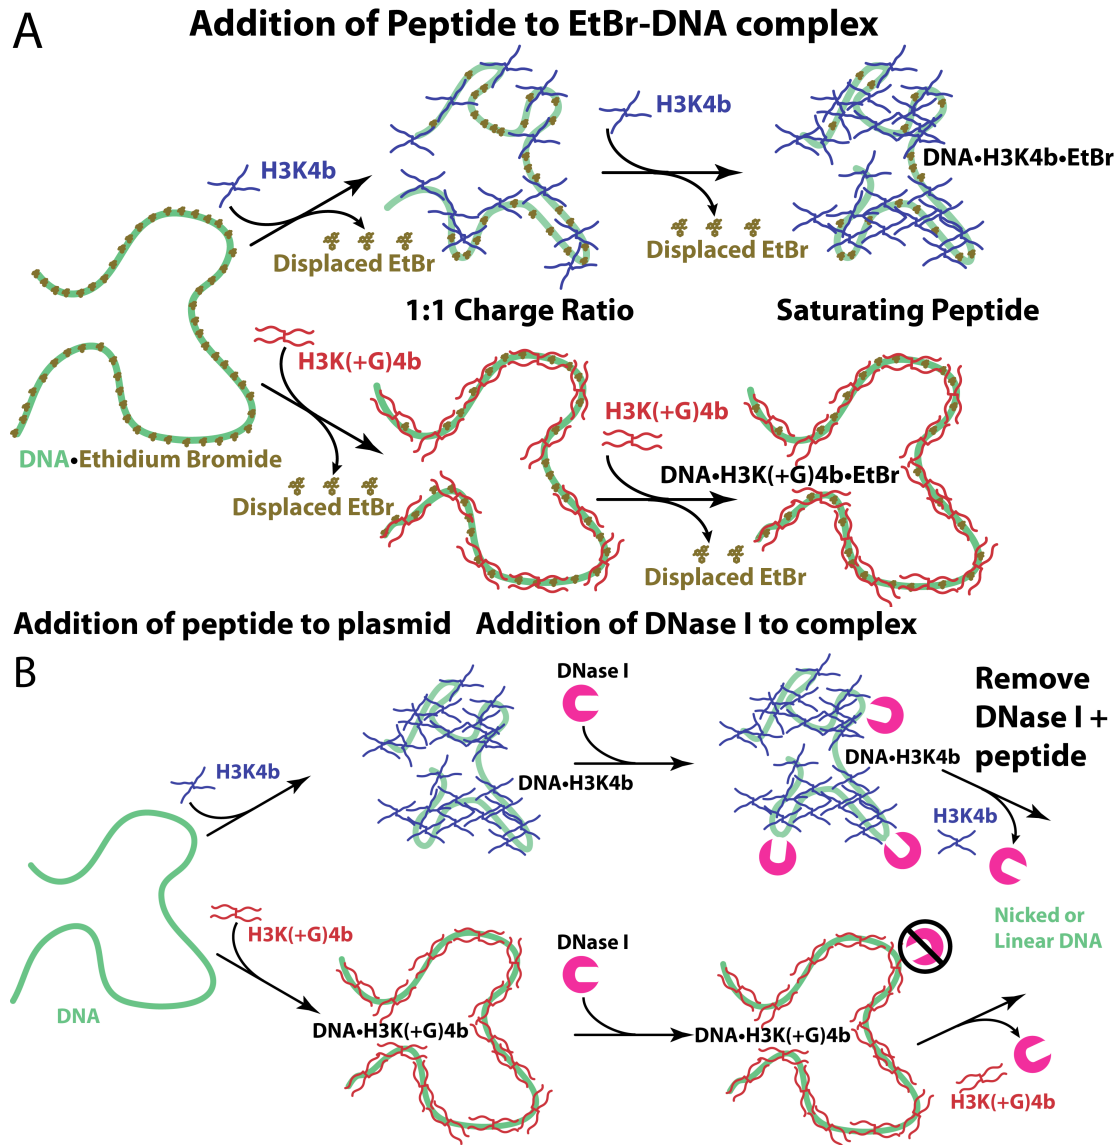 A
Addition of Peptide to EtBr-DNA complex
H3K4b
H3K4b
DNA•H3K4b•EtBr
Displaced EtBr
Displaced EtBr
1:1 Charge Ratio
Saturating Peptide
H3K(+G)4b
H3K(+G)4b
DNA•Ethidium Bromide
DNA•H3K(+G)4b•EtBr
Displaced EtBr
Displaced EtBr
Addition of peptide to plasmid
Addition of DNase I to complex
B
DNase I
Remove
DNase I +
peptide
H3K4b
DNA•H3K4b
DNA•H3K4b
H3K4b
Nicked or
Linear DNA
H3K(+G)4b
DNase I
DNA
DNA•H3K(+G)4b
DNA•H3K(+G)4b
H3K(+G)4b